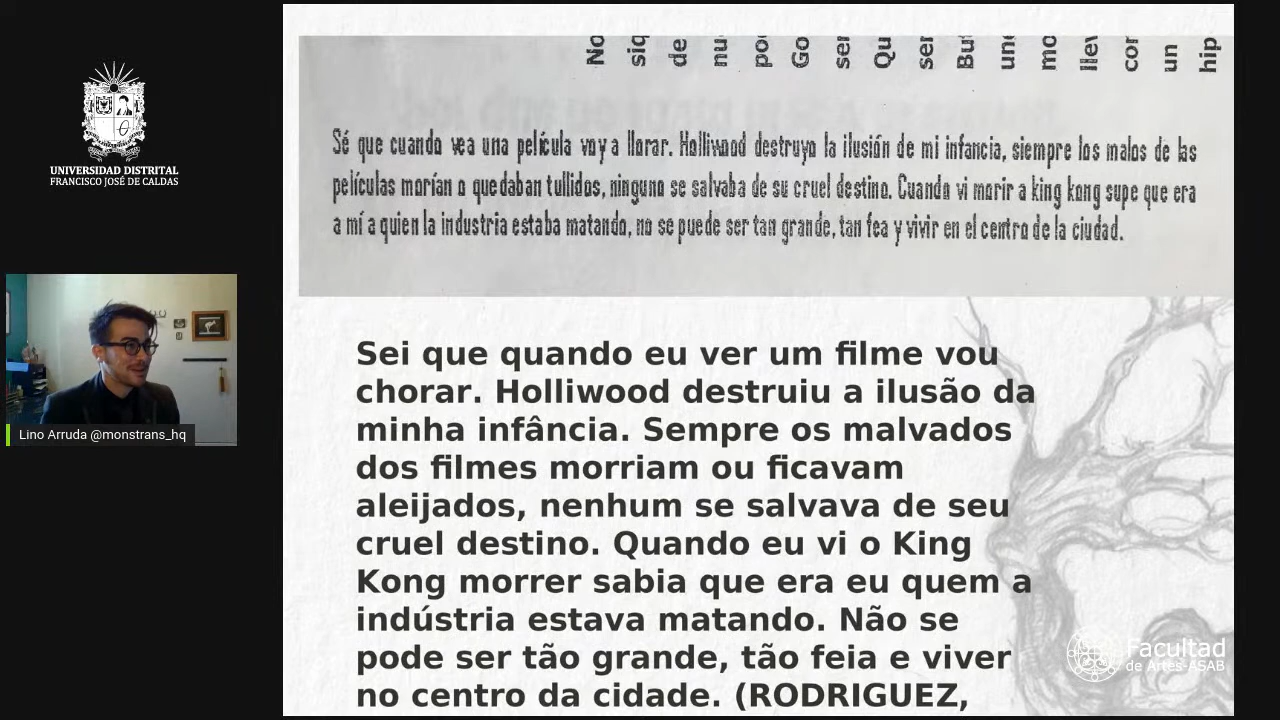 UNIVERSIDAD DISTRITAL
FRANCISCO JOSÉ DE CALDAS
Lino Arruda @monstrans_hq
Sé que cuando vea una película voy a llorar. Holliwood destruyo la ilusión de mi infancia, siempre los malos de las
películas morían o quedaban tullidos, ninguno se salvaba de su cruel destino. Cuando vi morir a king kong supe que era
a mí a quien la industria estaba matando, no se puede ser tan grande, tan fea y vivir en el centro de la ciudad.
Sei que quando eu ver um filme vou
chorar. Holliwood destruiu a ilusão da
minha infância. Sempre os malvados
dos filmes morriam ou ficavam
aleijados, nenhum se salvava de seu
cruel destino. Quando eu vi o King
Kong morrer sabia que era eu quem a
indústria estava matando. Não se
pode ser tão grande, tão feia e viver
no centro da cidade. (RODRIGUEZ,
Facultad
de Artes-ASAB